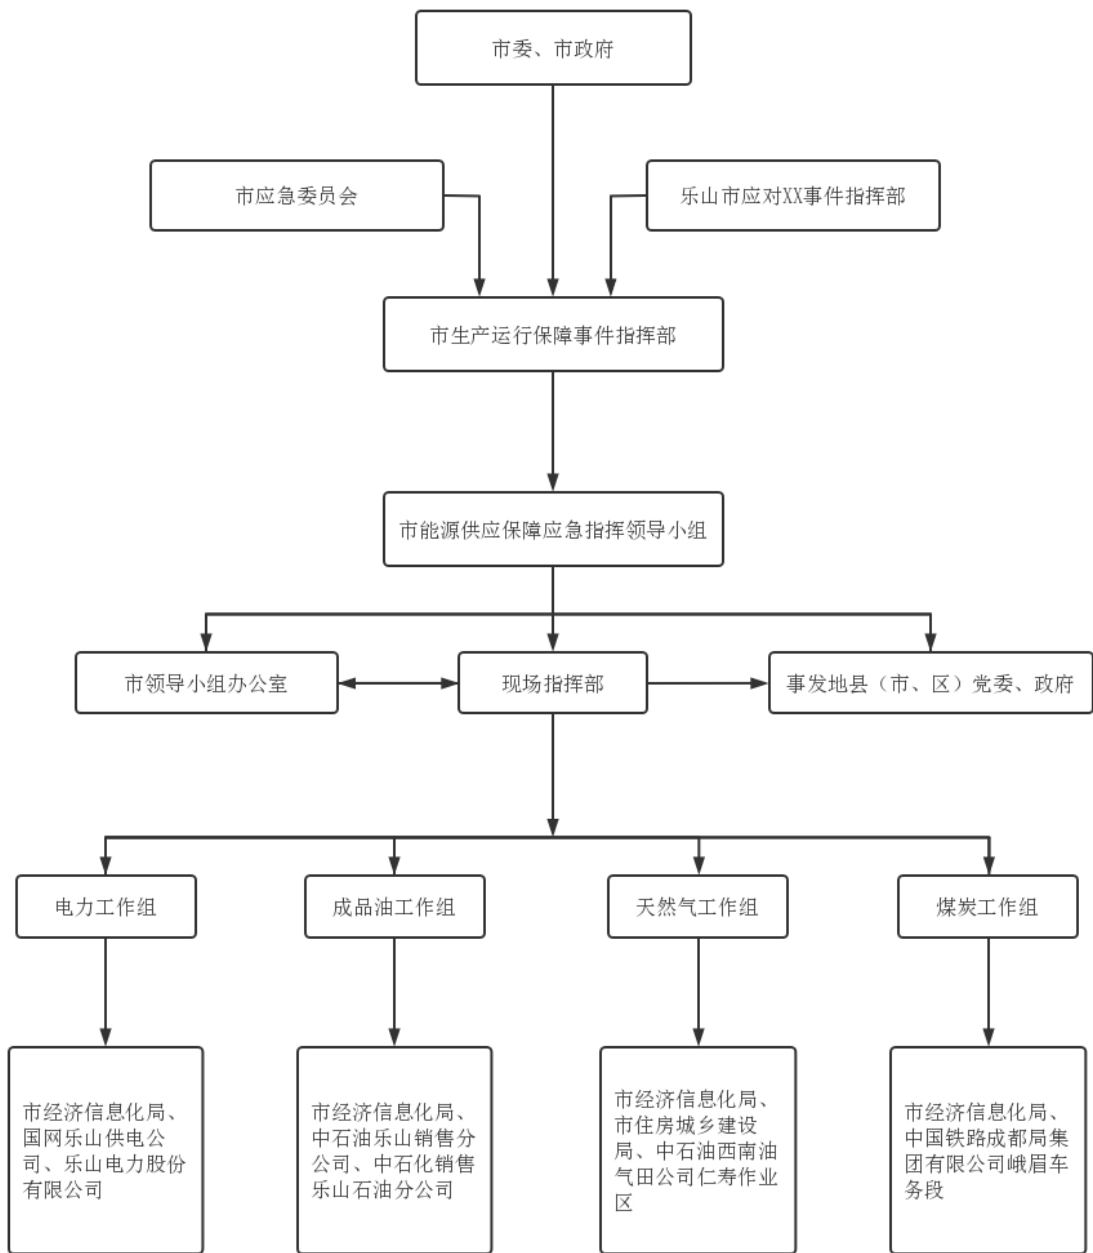 市委、市政府
市应急委员会
乐山市应对XX事件指挥部
市生产运行保障事件指挥部
市能源供应保障应急指挥领导小组
市领导小组办公室
现场指挥部
事发地县（市、区）党委、政府
电力工作组
成品油工作组
天然气工作组
煤炭工作组
市经济信息化局、
国网乐山供电公
司、乐山电力股份
有限公司
市经济信息化局、
中石油乐山销售分
公司、中石化销售
乐山石油分公司
市经济信息化局、
市住房城乡建设
局、中石油西南油
气田公司仁寿作业
区
市经济信息化局、
中国铁路成都局集
团有限公司峨眉车
务段